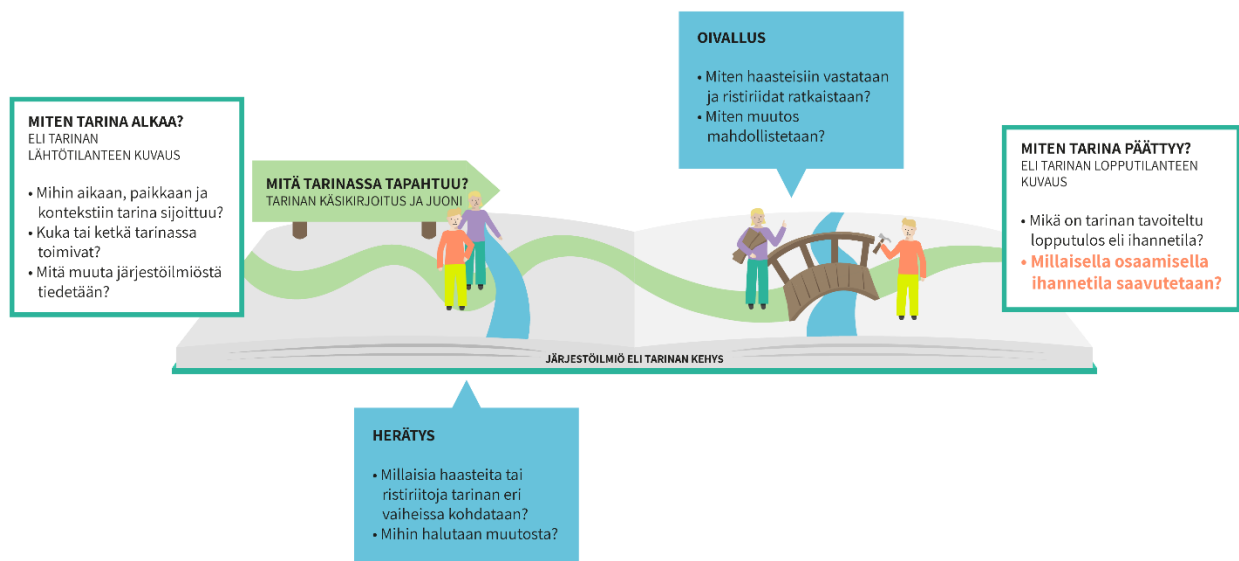 MITEN TARINA ALKAA?
ELI TARINAN
LÄHTÖTILANTEEN KUVAUS
• Mihin aikaan, paikkaan ja
kontekstiin tarina sijoittuu?
• Kuka tai ketkä tarinassa
toimivat?
• Mitä muuta järjestöilmiöstä
tiedetään?
MITÄ TARINASSA TAPAHTUU?
TARINAN KÄSIKIRJOITUS JA JUONI
HERÄTYS
• Millaisia haasteita tai
ristiriitoja tarinan eri
vaiheissa kohdataan?
• Mihin halutaan muutosta?
OIVALLUS
• Miten haasteisiin vastataan
ja ristiriidat ratkaistaan?
• Miten muutos
mahdollistetaan?
MITEN TARINA PÄÄTTYY?
ELI TARINAN LOPPUTILANTEEN
KUVAUS
• Mikä on tarinan tavoiteltu
lopputulos eli ihannetila?
• Millaisella osaamisella
ihannetila saavutetaan?
JÄRJESTÖILMIÖ ELI TARINAN KEHYS